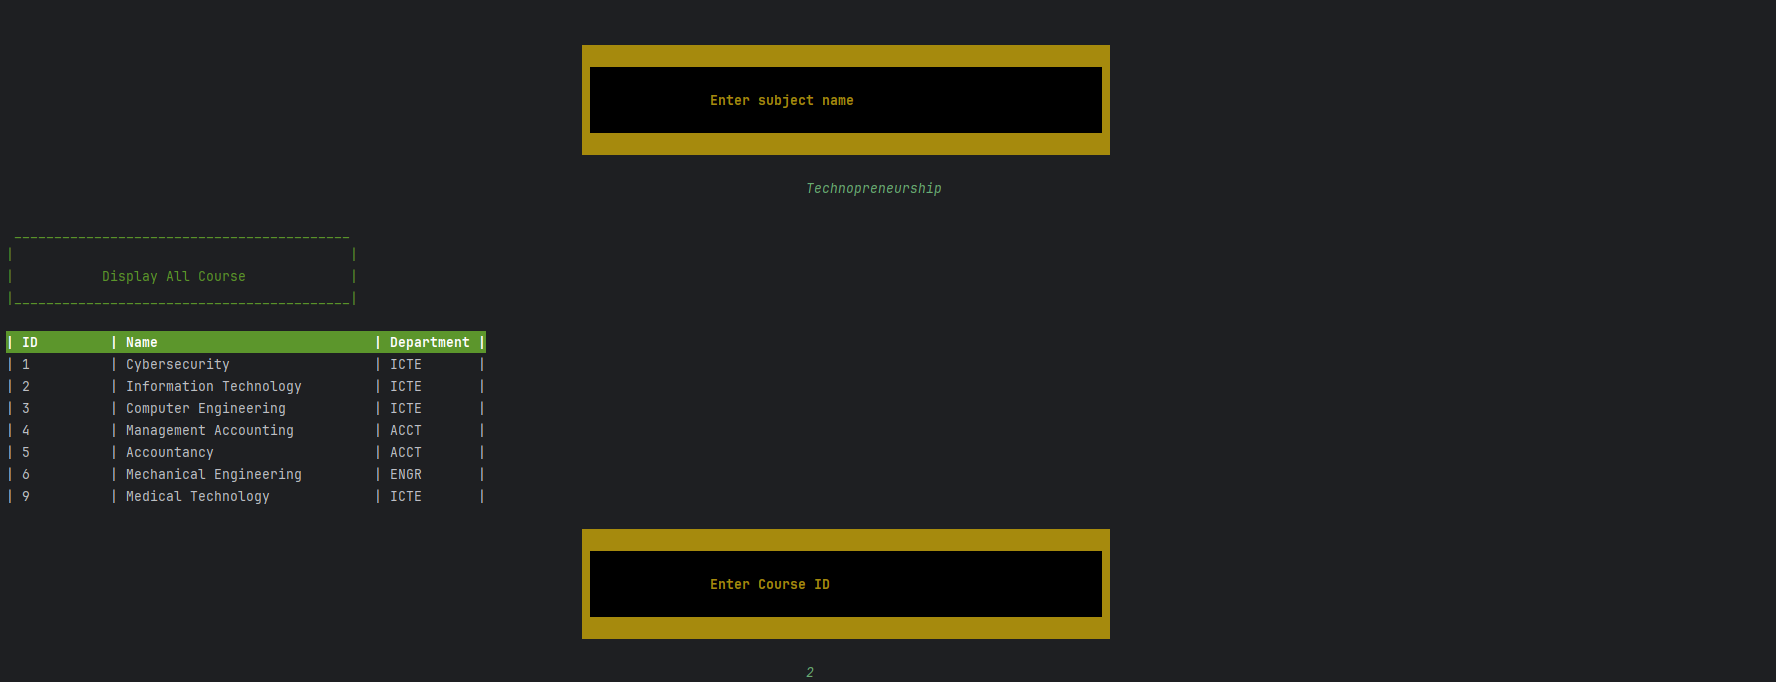 Enter subject name
Technopreneurship
Display All Course
| ID | Name | Department |
| 1 | Cybersecurity | ICTE |
| 2 | Information Technology | ICTE |
| 3 | Computer Engineering | ICTE |
| 4 | Management Accounting | ACCT |
| 5 | Accountancy | ACCT |
| 6 | Mechanical Engineering | ENGR |
| 9 | Medical Technology | ICTE |
Enter Course ID
2